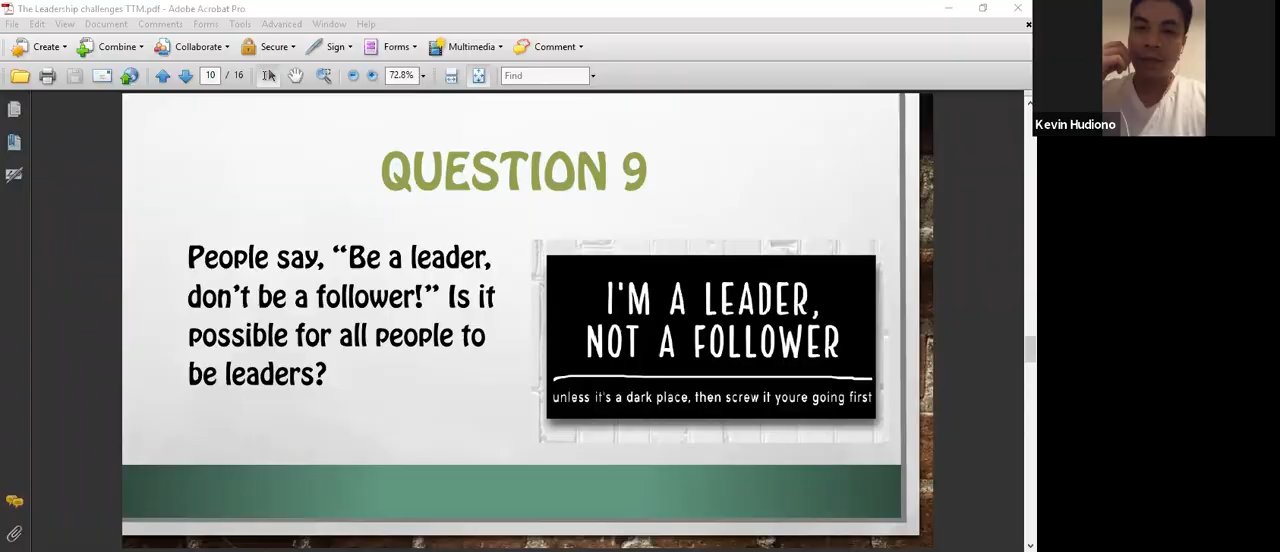 The Leadership challenges TTM.pdf - Adobe Acrobat Pro
File Edit View Document Comments Forms Tools Advanced Window Help
Create Combine Collaborate Secure Sign Forms Multimedia Comment
10 / 16 72.8% Find
Kevin Hudiono
QUESTION 9
People say, “Be a leader,
don’t be a follower!” Is it
possible for all people to
be leaders?
I'M A LEADER,
NOT A FOLLOWER
unless it's a dark place, then screw it youre going first